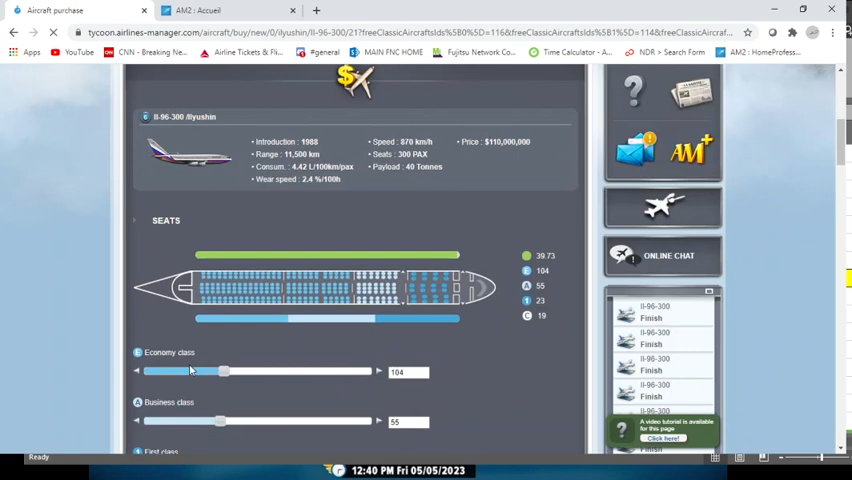 Aircraft purchase
AM2 : Accueil
tycoon.airlines-manager.com/aircraft/buy/new/0/ilyushin/Il-96-300/21?freeClassicAircraftsIds%5B0%5D=116&freeClassicAircraftsIds%5B1%5D=114&freeClassicAircraf...
Apps YouTube CNN - Breaking Ne... Airline Tickets & Fli... #general MAIN FNC HOME Fujitsu Network Co... Time Calculator - A... NDR > Search Form AM2 : HomeProfess...
Il-96-300 /Ilyushin
• Introduction : 1988 • Speed : 870 km/h • Price : $110,000,000
• Range : 11,500 km • Seats : 300 PAX
• Consum. : 4.42 L/100km/pax • Payload : 40 Tonnes
• Wear speed : 2.4 %/100h
AM+
SEATS
39.73
E 104
A 55
1 23
C 19
ONLINE CHAT
Il-96-300
Finish
Il-96-300
Finish
Il-96-300
Finish
Il-96-300
Finish
Il-96-300
E Economy class
104
A Business class
55
1 First class
A video tutorial is available
for this page
Click here!
Ready
12:40 PM Fri 05/05/2023